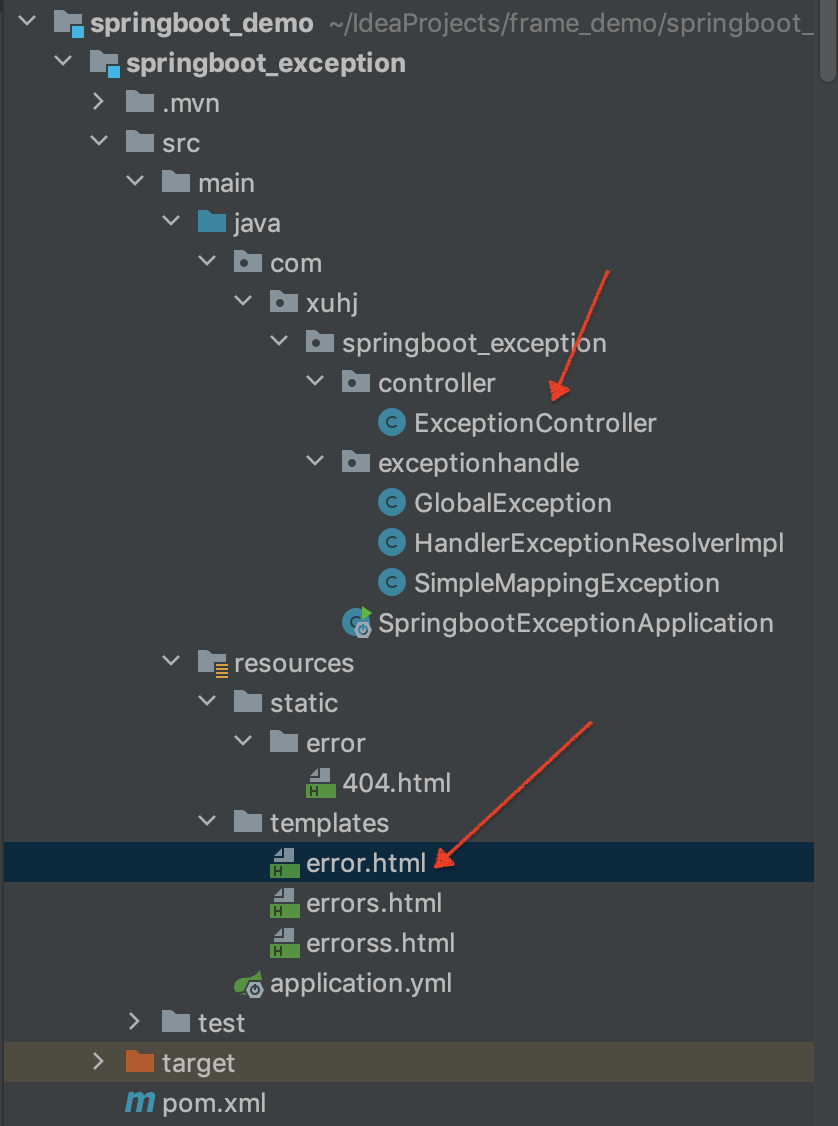 springboot_demo ~/IdeaProjects/frame_demo/springboot_
springboot_exception
.mvn
src
main
java
com
xuhj
springboot_exception
controller
C ExceptionController
exceptionhandle
C GlobalException
C HandlerExceptionResolverImpl
C SimpleMappingException
SpringbootExceptionApplication
resources
static
error
H 404.html
templates
H error.html
H errors.html
H errorss.html
application.yml
test
target
m pom.xml